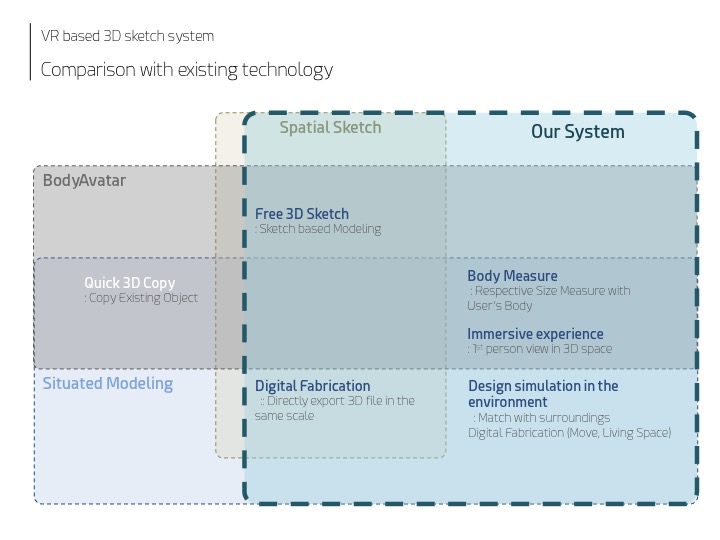 VR based 3D sketch system
Comparison with existing technology
Spatial Sketch
Our System
BodyAvatar
Free 3D Sketch
: Sketch based Modeling
Quick 3D Copy
: Copy Existing Object
Body Measure
: Respective Size Measure with
User's Body
Immersive experience
: 1st person view in 3D space
Situated Modeling
Digital Fabrication
:: Directly export 3D file in the
same scale
Design simulation in the
environment
: Match with surroundings
Digital Fabrication (Move, Living Space)